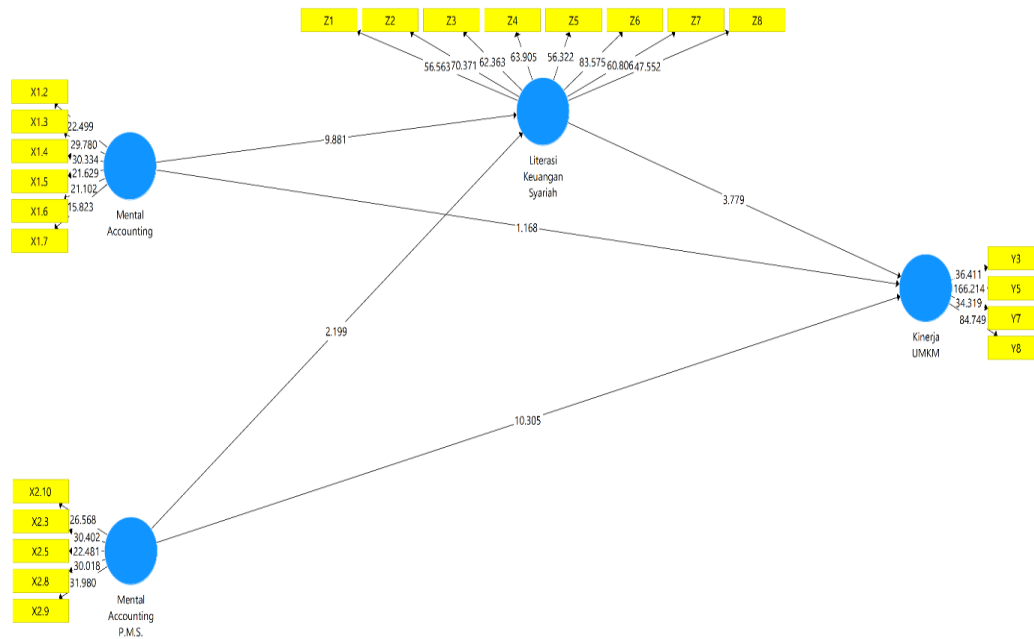 Z1
Z2
Z3
Z4
Z5
Z6
Z7
Z8
56.563
70.371
62.363
63.905
56.322
83.575
60.806
47.552
X1.2
X1.3
X1.4
X1.5
X1.6
X1.7
22.499
29.780
30.334
21.629
21.102
15.823
Mental
Accounting
9.881
Literasi
Keuangan
Syariah
3.779
1.168
2.199
10.305
Y3
Y5
Y7
Y8
36.411
166.214
34.319
84.749
Kinerja
UMKM
X2.10
X2.3
X2.5
X2.8
X2.9
26.568
30.402
22.481
30.018
31.980
Mental
Accounting
P.M.S.